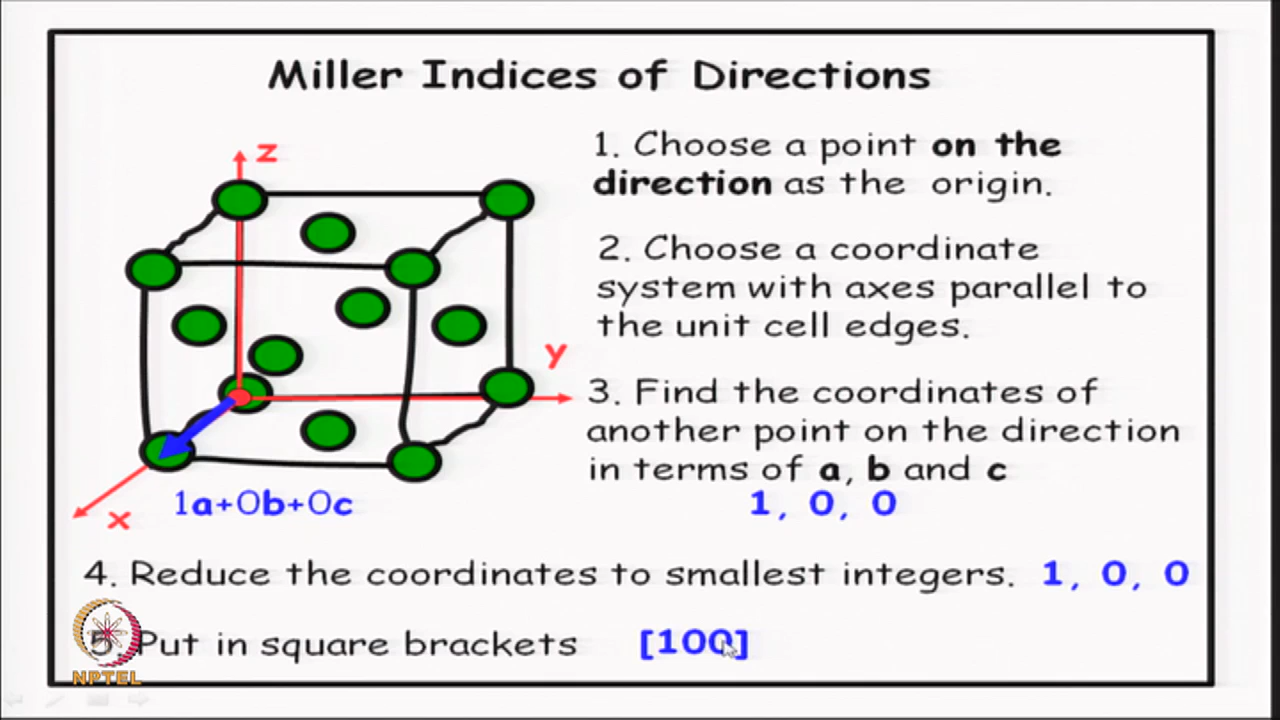 Miller Indices of Directions
z
1. Choose a point on the
direction as the origin.
2. Choose a coordinate
system with axes parallel to
the unit cell edges.
y
3. Find the coordinates of
another point on the direction
in terms of a, b and c
1a+0b+0c
1, 0, 0
x
4. Reduce the coordinates to smallest integers. 1, 0, 0
5. Put in square brackets [100]
NPTEL